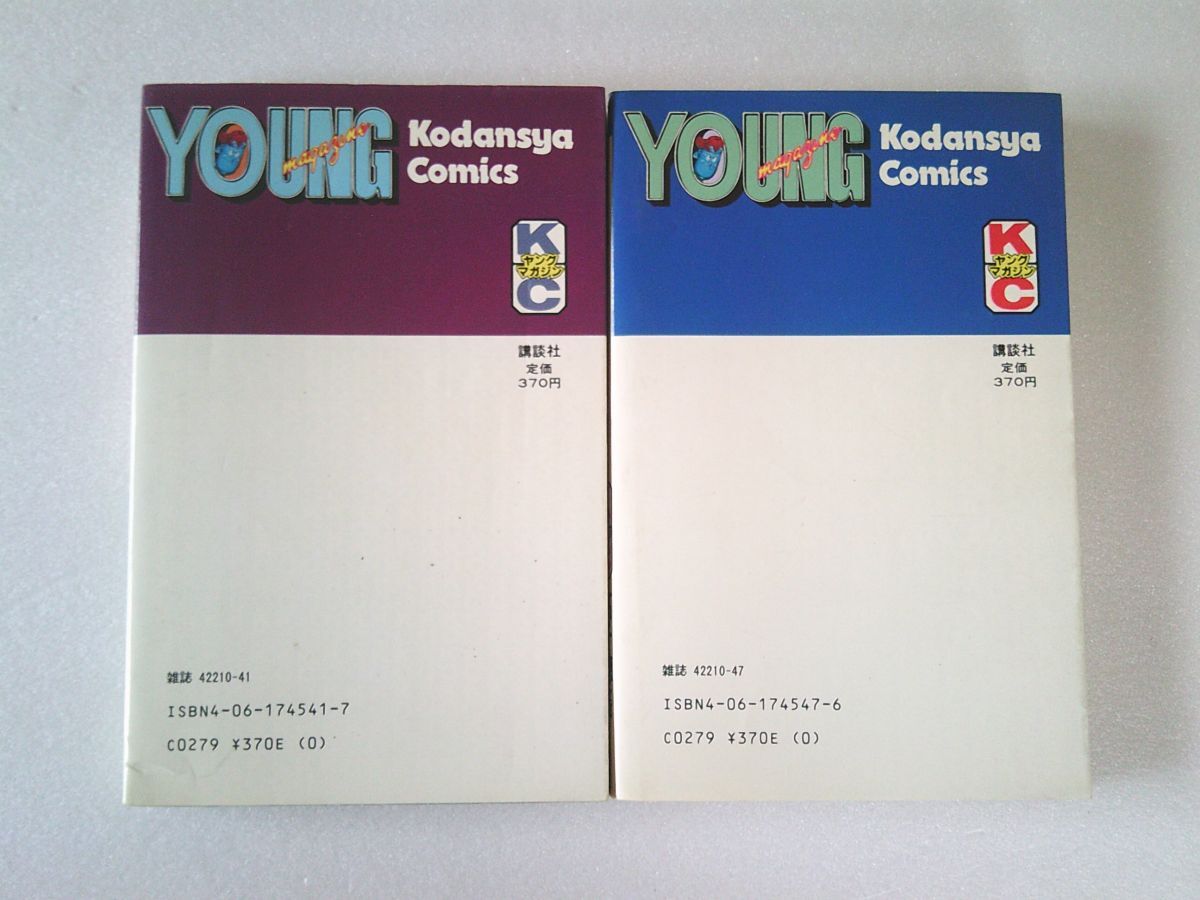 YOUNG
magazine
Kodansya
Comics
K
ヤング
マガジン
C
講談社
定価
370円
雑誌 42210-41
ISBN4-06-174541-7
C0279 ¥370E (0)
YOUNG
magazine
Kodansya
Comics
K
ヤング
マガジン
C
講談社
定価
370円
雑誌 42210-47
ISBN4-06-174547-6
C0279 ¥370E (0)